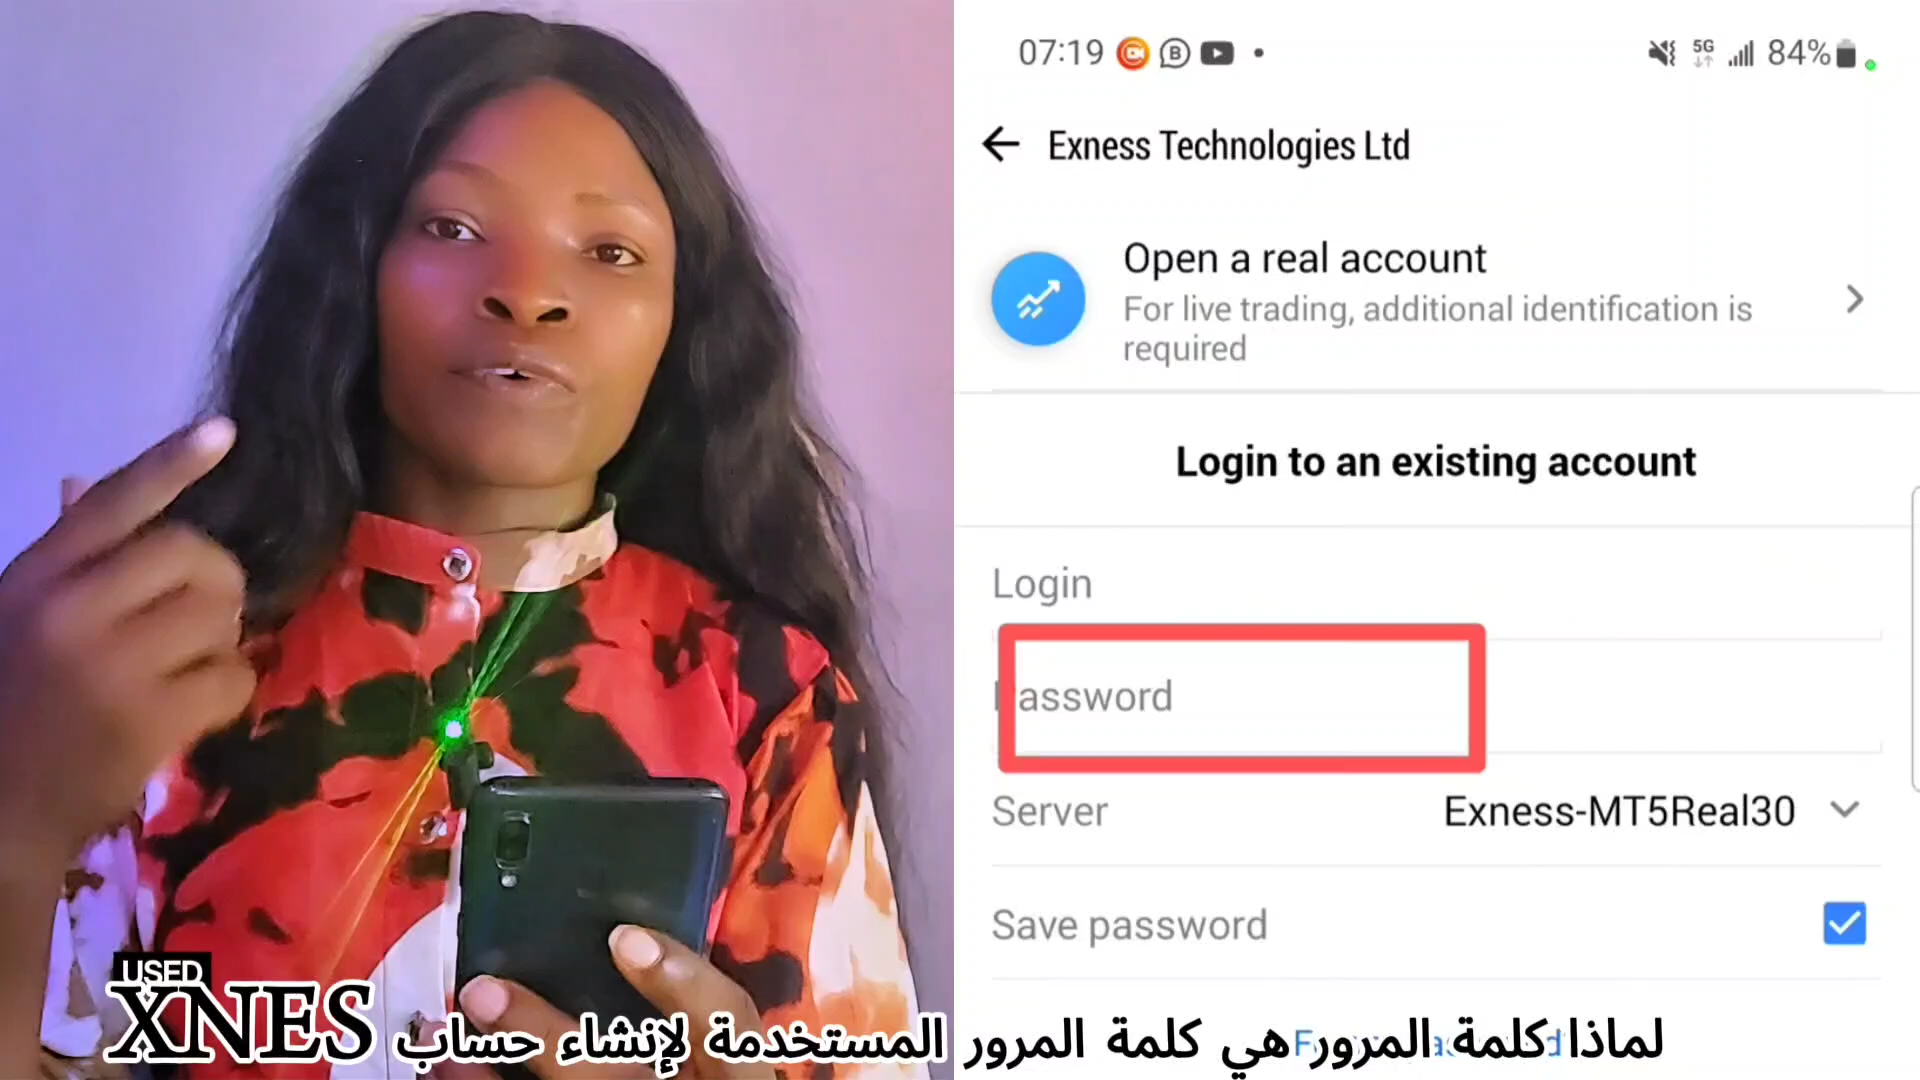 07:19
5G 84%
Exness Technologies Ltd
Open a real account
For live trading, additional identification is
required
Login to an existing account
Login
assword
Server Exness-MT5Real30
Save password
USED
لماذا كلمة المرور هي كلمة المرور المستخدمة لإنشاء حساب XNES